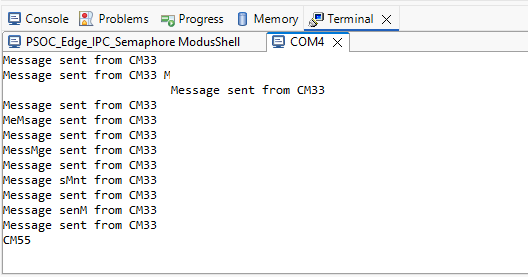 Console Problems Progress Memory Terminal
PSOC_Edge_IPC_Semaphore ModusShell COM4
Message sent from CM33
Message sent from CM33 M
Message sent from CM33
Message sent from CM33
MeMsage sent from CM33
Message sent from CM33
MessMge sent from CM33
Message sent from CM33
Message sMnt from CM33
Message sent from CM33
Message senM from CM33
Message sent from CM33
CM55